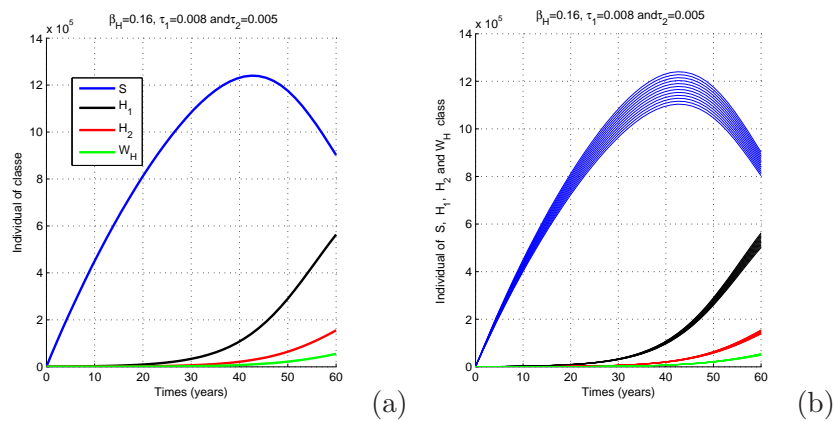 β_H=0.16, τ_1=0.008 andτ_2=0.005
x 10^5
14
12
10
8
6
4
2
0
Individual of classe
S
H_1
H_2
W_H
0 10 20 30 40 50 60
Times (years)
(a)
β_H=0.16, τ_1=0.008 andτ_2=0.005
x 10^5
14
12
10
8
6
4
2
0
Individual of S, H_1, H_2 and W_H class
0 10 20 30 40 50 60
Times (years)
(b)